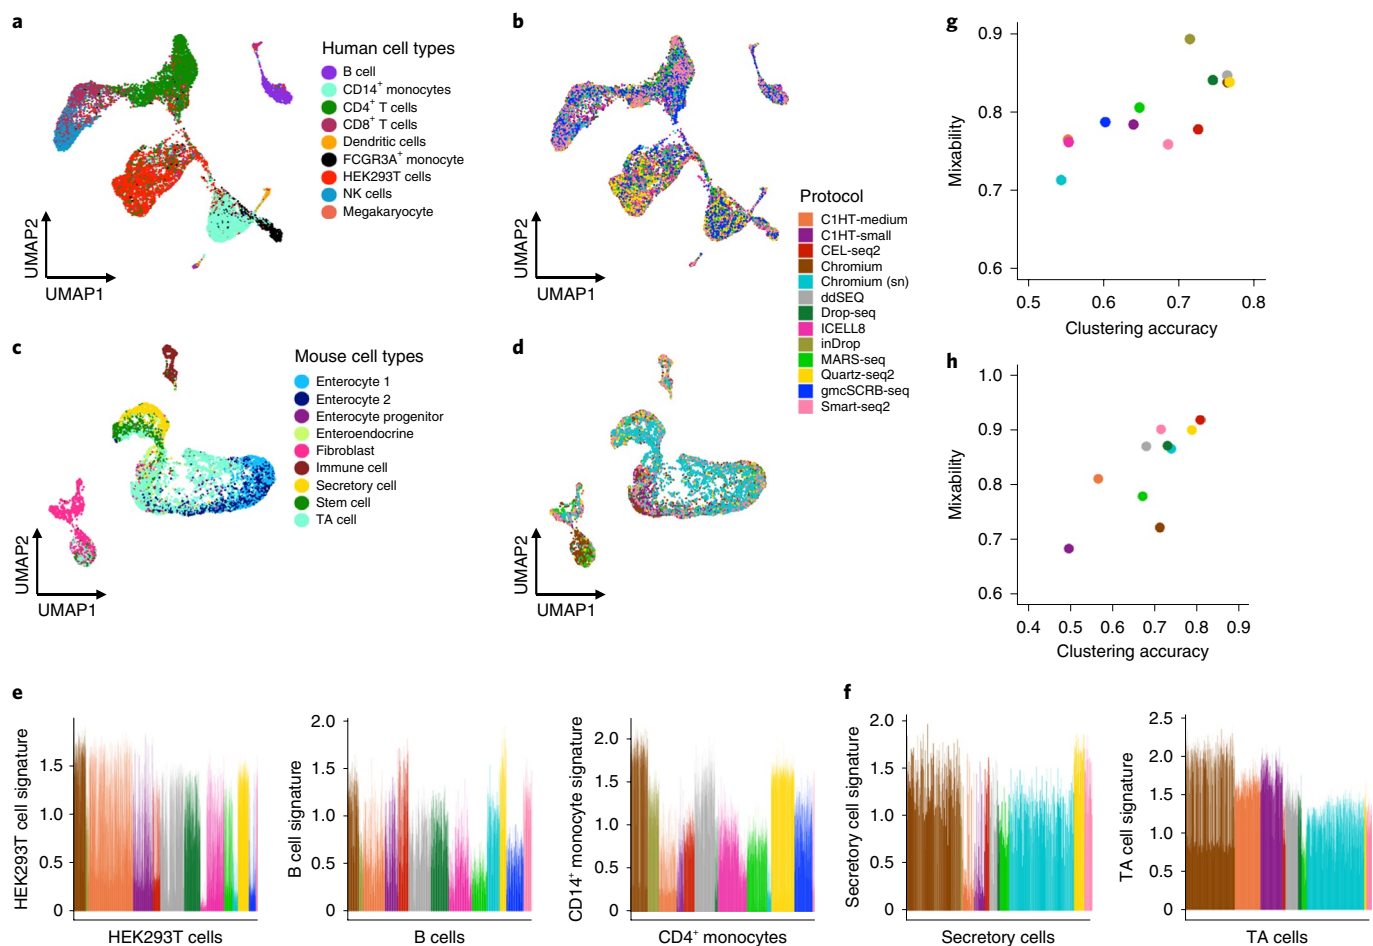 a
Human cell types
B cell
CD14+ monocytes
CD4+ T cells
CD8+ T cells
Dendritic cells
FCGR3A+ monocyte
HEK293T cells
NK cells
Megakaryocyte
UMAP2
UMAP1
b
UMAP2
UMAP1
Protocol
C1HT-medium
C1HT-small
CEL-seq2
Chromium
Chromium (sn)
ddSEQ
Drop-seq
ICELL8
inDrop
MARS-seq
Quartz-seq2
gmcSCRB-seq
Smart-seq2
g
Mixability
0.9
0.8
0.7
0.6
0.5 0.6 0.7 0.8
Clustering accuracy
c
Mouse cell types
Enterocyte 1
Enterocyte 2
Enterocyte progenitor
Enteroendocrine
Fibroblast
Immune cell
Secretory cell
Stem cell
TA cell
UMAP2
UMAP1
d
UMAP2
UMAP1
h
Mixability
1.0
0.9
0.8
0.7
0.6
0.4 0.5 0.6 0.7 0.8 0.9
Clustering accuracy
e
HEK293T cell signature
1.5
1.0
0.5
0
HEK293T cells
B cell signature
2.0
1.5
1.0
0.5
0
B cells
CD14+ monocyte signature
2.0
1.5
1.0
0.5
0
CD4+ monocytes
f
Secretory cell signature
2.0
1.5
1.0
0.5
0
Secretory cells
TA cell signature
2.5
2.0
1.5
1.0
0.5
0
TA cells